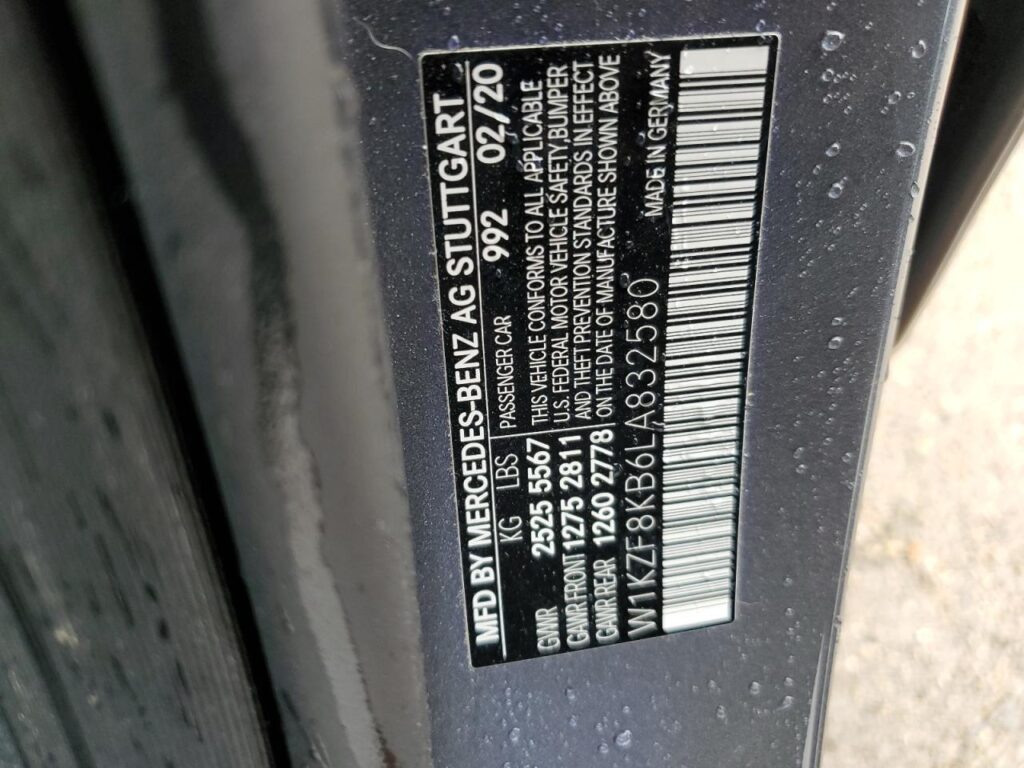 MFD BY MERCEDES-BENZ AG STUTTGART
992 02/20
KG LBS
GVWR 2525 5567
GAWR FRONT 1275 2811
GAWR REAR 1260 2778
PASSENGER CAR
THIS VEHICLE CONFORMS TO ALL APPLICABLE
U.S. FEDERAL MOTOR VEHICLE SAFETY, BUMPER
AND THEFT PREVENTION STANDARDS IN EFFECT
ON THE DATE OF MANUFACTURE SHOWN ABOVE
W1KZF8KB6LA832580 MADE IN GERMANY